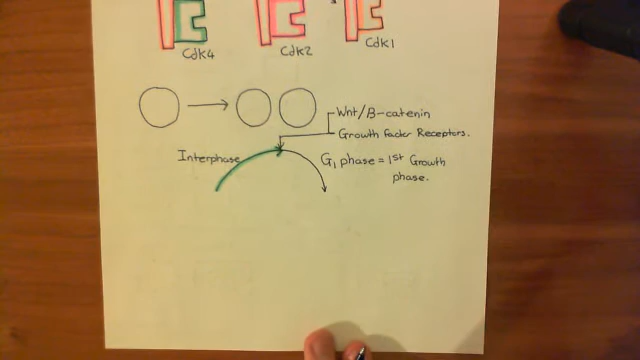 Cdk4
Cdk2
Cdk1
Wnt/B-catenin
Growth Factor Receptors.
Interphase
G1 phase = 1st Growth
phase.